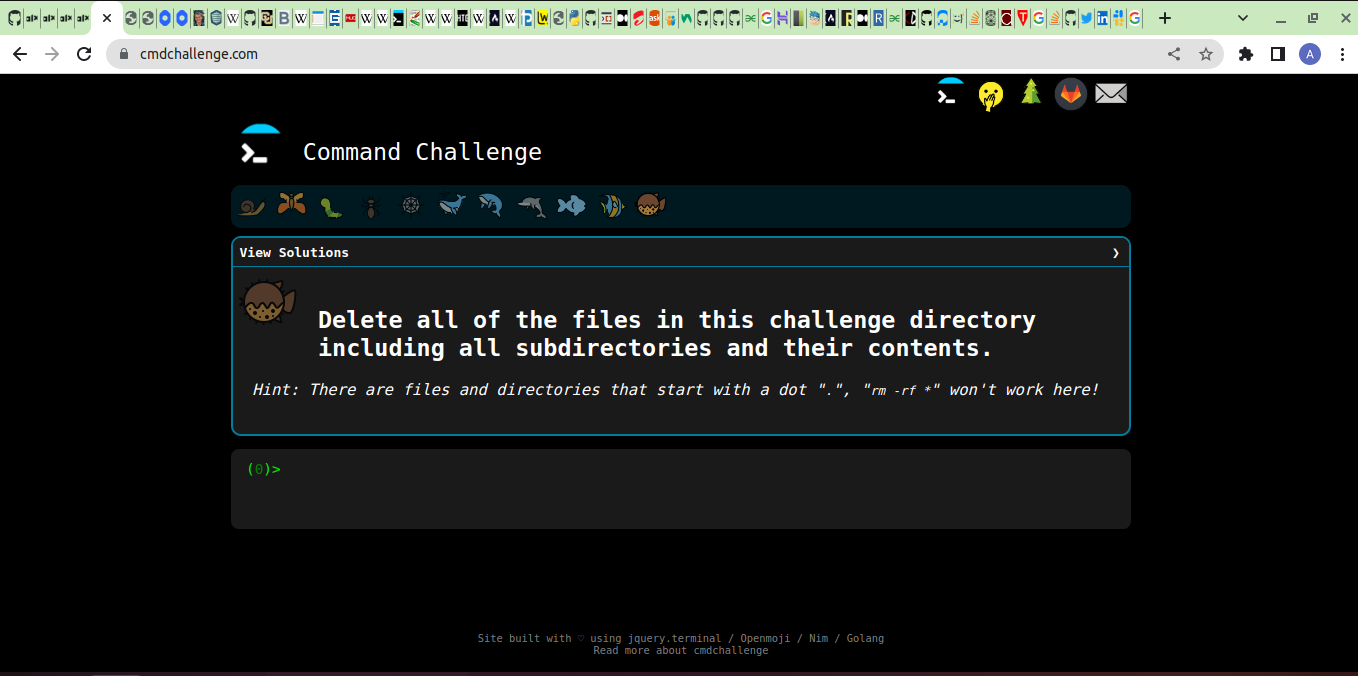 cmdchallenge.com
A
Command Challenge
View Solutions ❯
Delete all of the files in this challenge directory
including all subdirectories and their contents.
Hint: There are files and directories that start with a dot ".", "rm -rf *" won't work here!
(0)>
Site built with ♡ using jquery.terminal / Openmoji / Nim / Golang
Read more about cmdchallenge